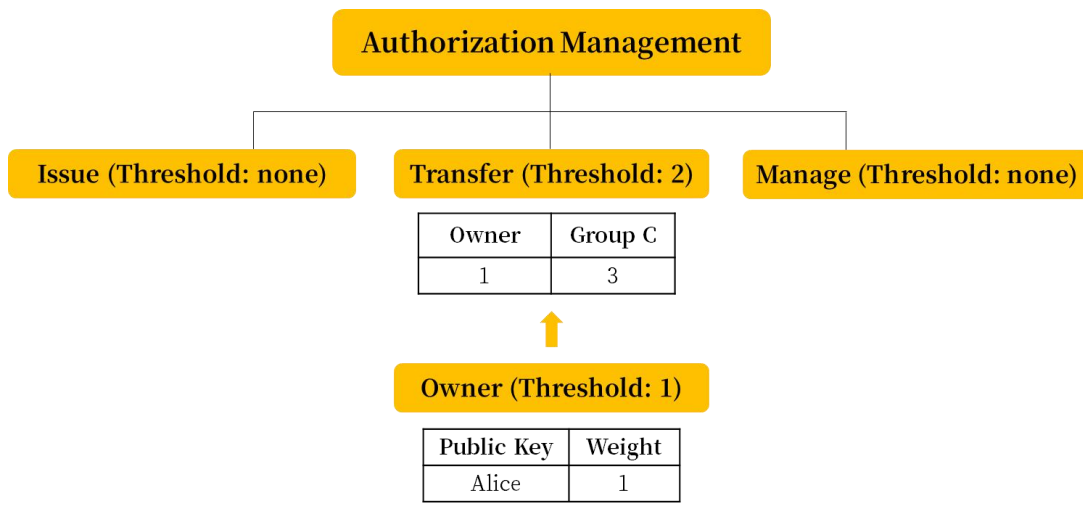 Authorization Management
Issue (Threshold: none)
Transfer (Threshold: 2)
Manage (Threshold: none)
Owner Group C
1 3
Owner (Threshold: 1)
Public Key Weight
Alice 1